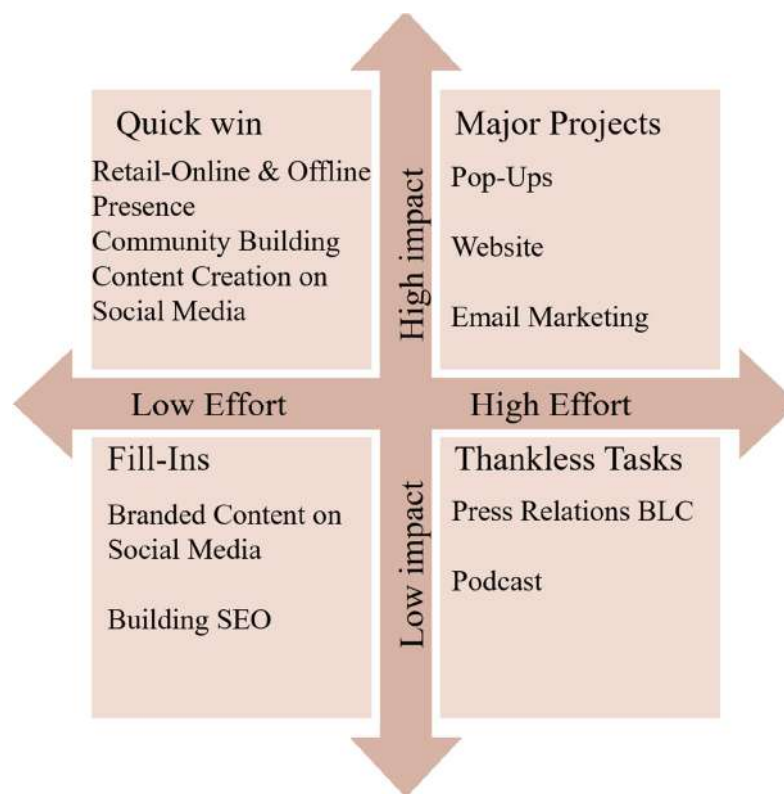 Quick win
Retail-Online & Offline
Presence
Community Building
Content Creation on
Social Media
High impact
Major Projects
Pop-Ups
Website
Email Marketing
Low Effort
High Effort
Fill-Ins
Branded Content on
Social Media
Building SEO
Low impact
Thankless Tasks
Press Relations BLC
Podcast